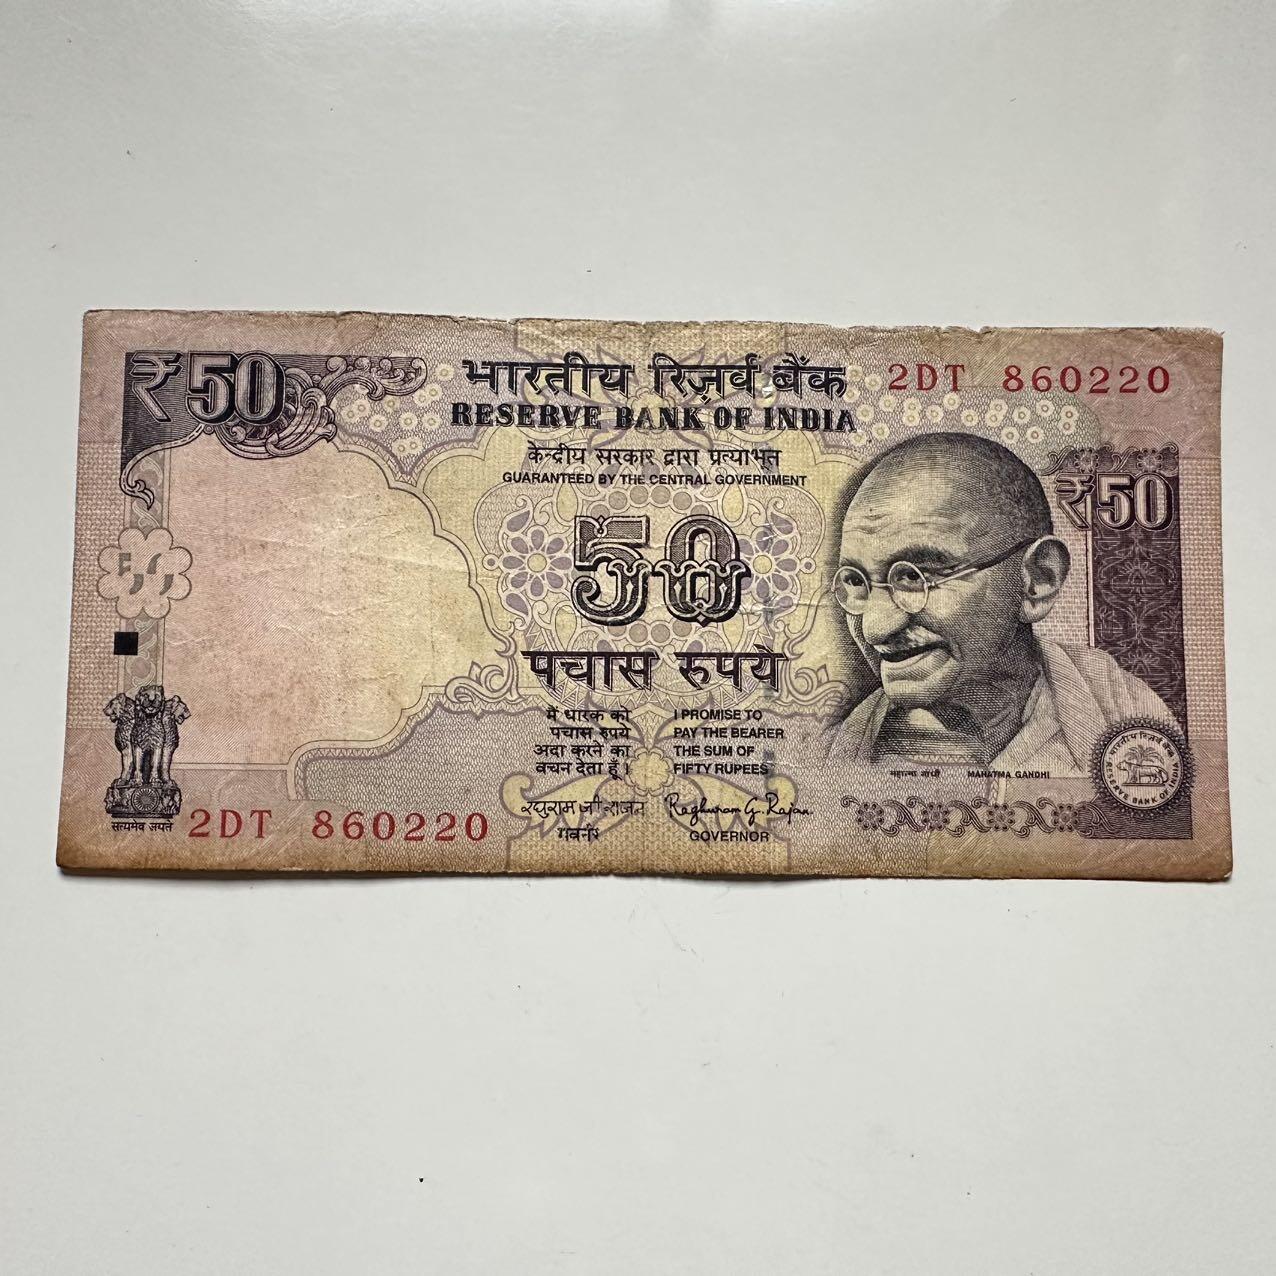 ₹50
भारतीय रिज़र्व बैंक
RESERVE BANK OF INDIA
2DT 860220
केन्द्रीय सरकार द्वारा प्रत्याभूत
GUARANTEED BY THE CENTRAL GOVERNMENT
₹50
50
पचास रुपये
मैं धारक को
पचास रुपये
अदा करने का
वचन देता हूँ।
I PROMISE TO
PAY THE BEARER
THE SUM OF
FIFTY RUPEES
महात्मा गांधी MAHATMA GANDHI
भारतीय रिज़र्व बैंक
RESERVE BANK OF INDIA
सत्यमेव जयते
2DT 860220
रघुराम जी राजन
गवर्नर
Raghuram G. Rajan
GOVERNOR